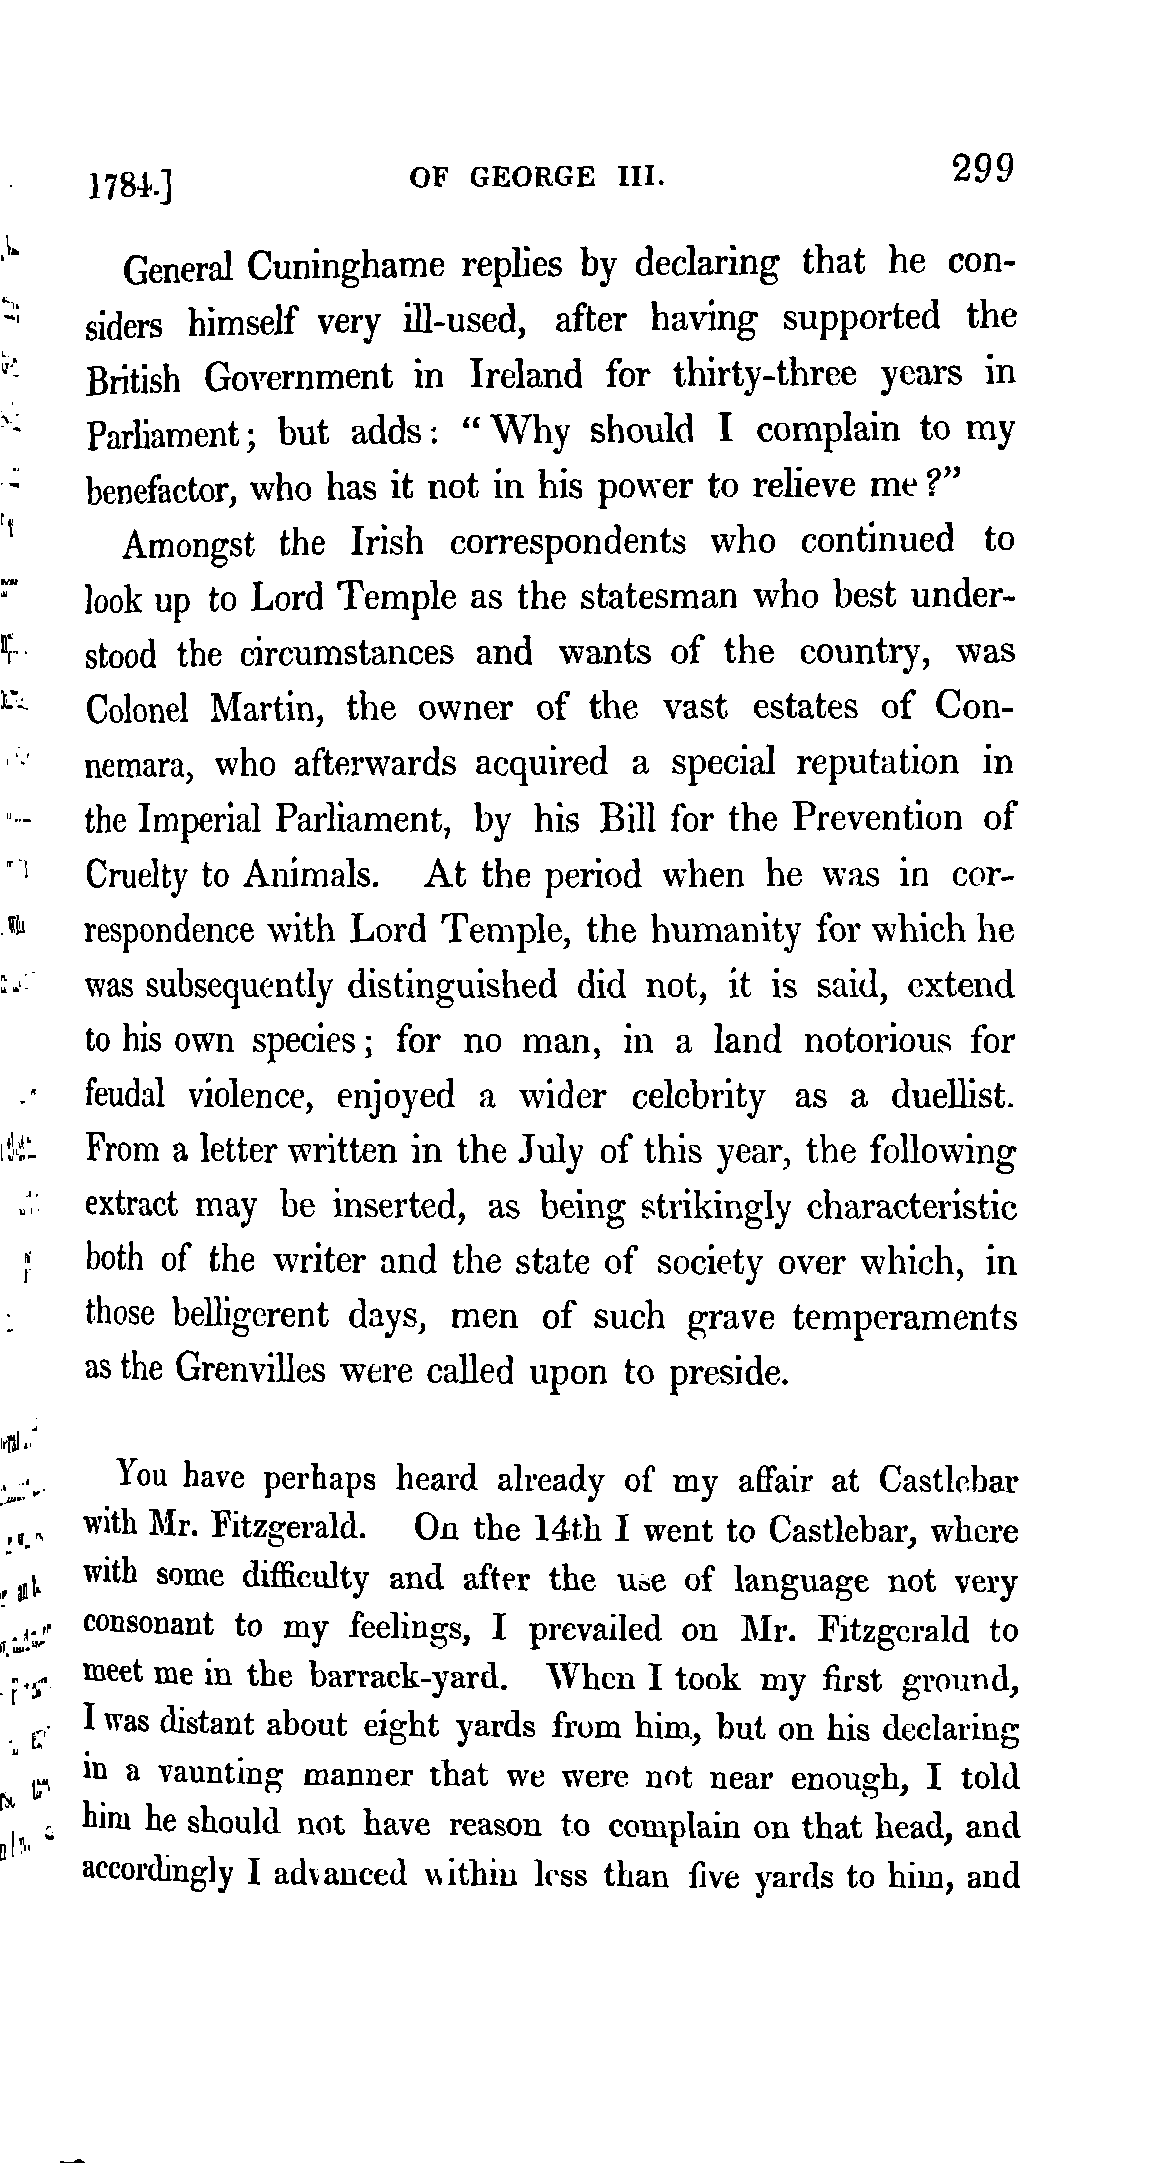 1784.] OF GEORGE III. 299
General Cuninghame replies by declaring that he con-
siders himself very ill-used, after having supported the
British Government in Ireland for thirty-three years in
Parliament; but adds: “Why should I complain to my
benefactor, who has it not in his power to relieve me?”
Amongst the Irish correspondents who continued to
look up to Lord Temple as the statesman who best under-
stood the circumstances and wants of the country, was
Colonel Martin, the owner of the vast estates of Con-
nemara, who afterwards acquired a special reputation in
the Imperial Parliament, by his Bill for the Prevention of
Cruelty to Animals. At the period when he was in cor-
respondence with Lord Temple, the humanity for which he
was subsequently distinguished did not, it is said, extend
to his own species; for no man, in a land notorious for
feudal violence, enjoyed a wider celebrity as a duellist.
From a letter written in the July of this year, the following
extract may be inserted, as being strikingly characteristic
both of the writer and the state of society over which, in
those belligerent days, men of such grave temperaments
as the Grenvilles were called upon to preside.
You have perhaps heard already of my affair at Castlebar
with Mr. Fitzgerald. On the 14th I went to Castlebar, where
with some difficulty and after the use of language not very
consonant to my feelings, I prevailed on Mr. Fitzgerald to
meet me in the barrack-yard. When I took my first ground,
I was distant about eight yards from him, but on his declaring
in a vaunting manner that we were not near enough, I told
him he should not have reason to complain on that head, and
accordingly I advanced within less than five yards to him, and